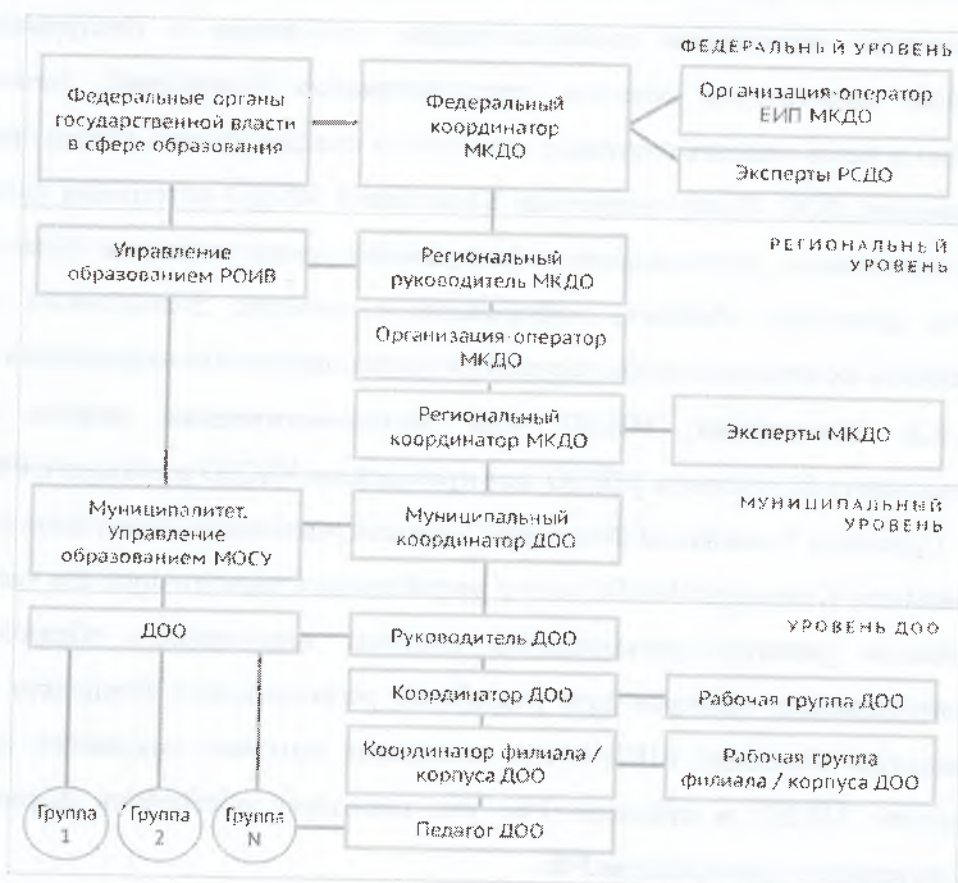 ФЕДЕРАЛЬНЫЙ УРОВЕНЬ
Федеральные органы
государственной власти
в сфере образования
Федеральный
координатор
МКДО
Организация-оператор
ЕИП МКДО
Эксперты РСДО
РЕГИОНАЛЬНЫЙ
УРОВЕНЬ
Управление
образованием РОИВ
Региональный
руководитель МКДО
Организация-оператор
МКДО
Региональный
координатор МКДО
Эксперты МКДО
МУНИЦИПАЛЬНЫЙ
УРОВЕНЬ
Муниципалитет.
Управление
образованием МОСУ
Муниципальный
координатор ДОО
УРОВЕНЬ ДОО
ДОО
Руководитель ДОО
Координатор ДОО
Рабочая группа ДОО
Координатор филиала /
корпуса ДОО
Рабочая группа
филиала / корпуса ДОО
Группа
1
Группа
2
Группа
N
Педагог ДОО